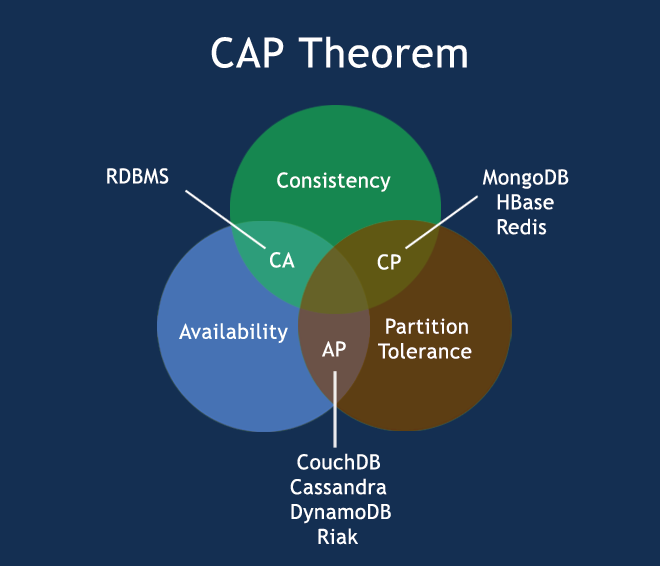 CAP Theorem
Consistency
RDBMS
MongoDB
HBase
Redis
CA
CP
Availability
Partition
Tolerance
AP
CouchDB
Cassandra
DynamoDB
Riak